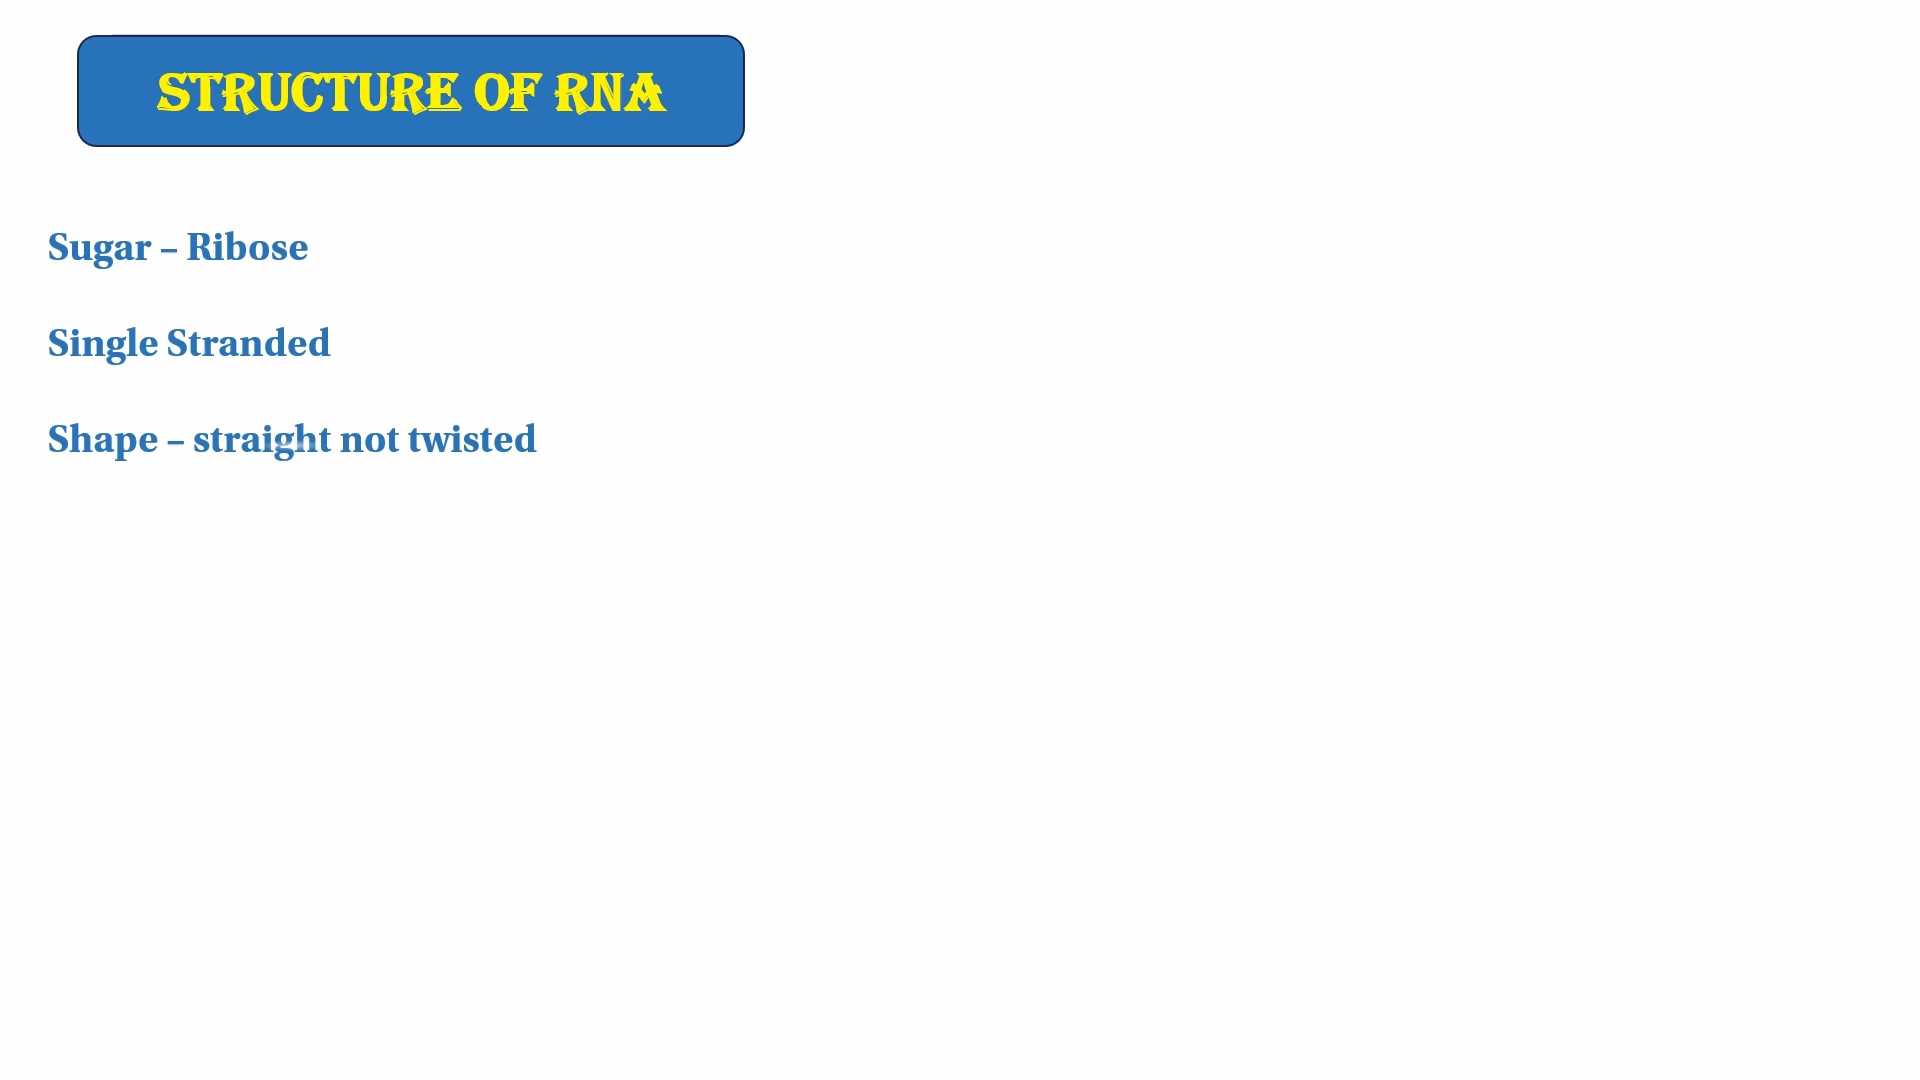 STRUCTURE OF RNA
Sugar – Ribose
Single Stranded
Shape – straight not twisted